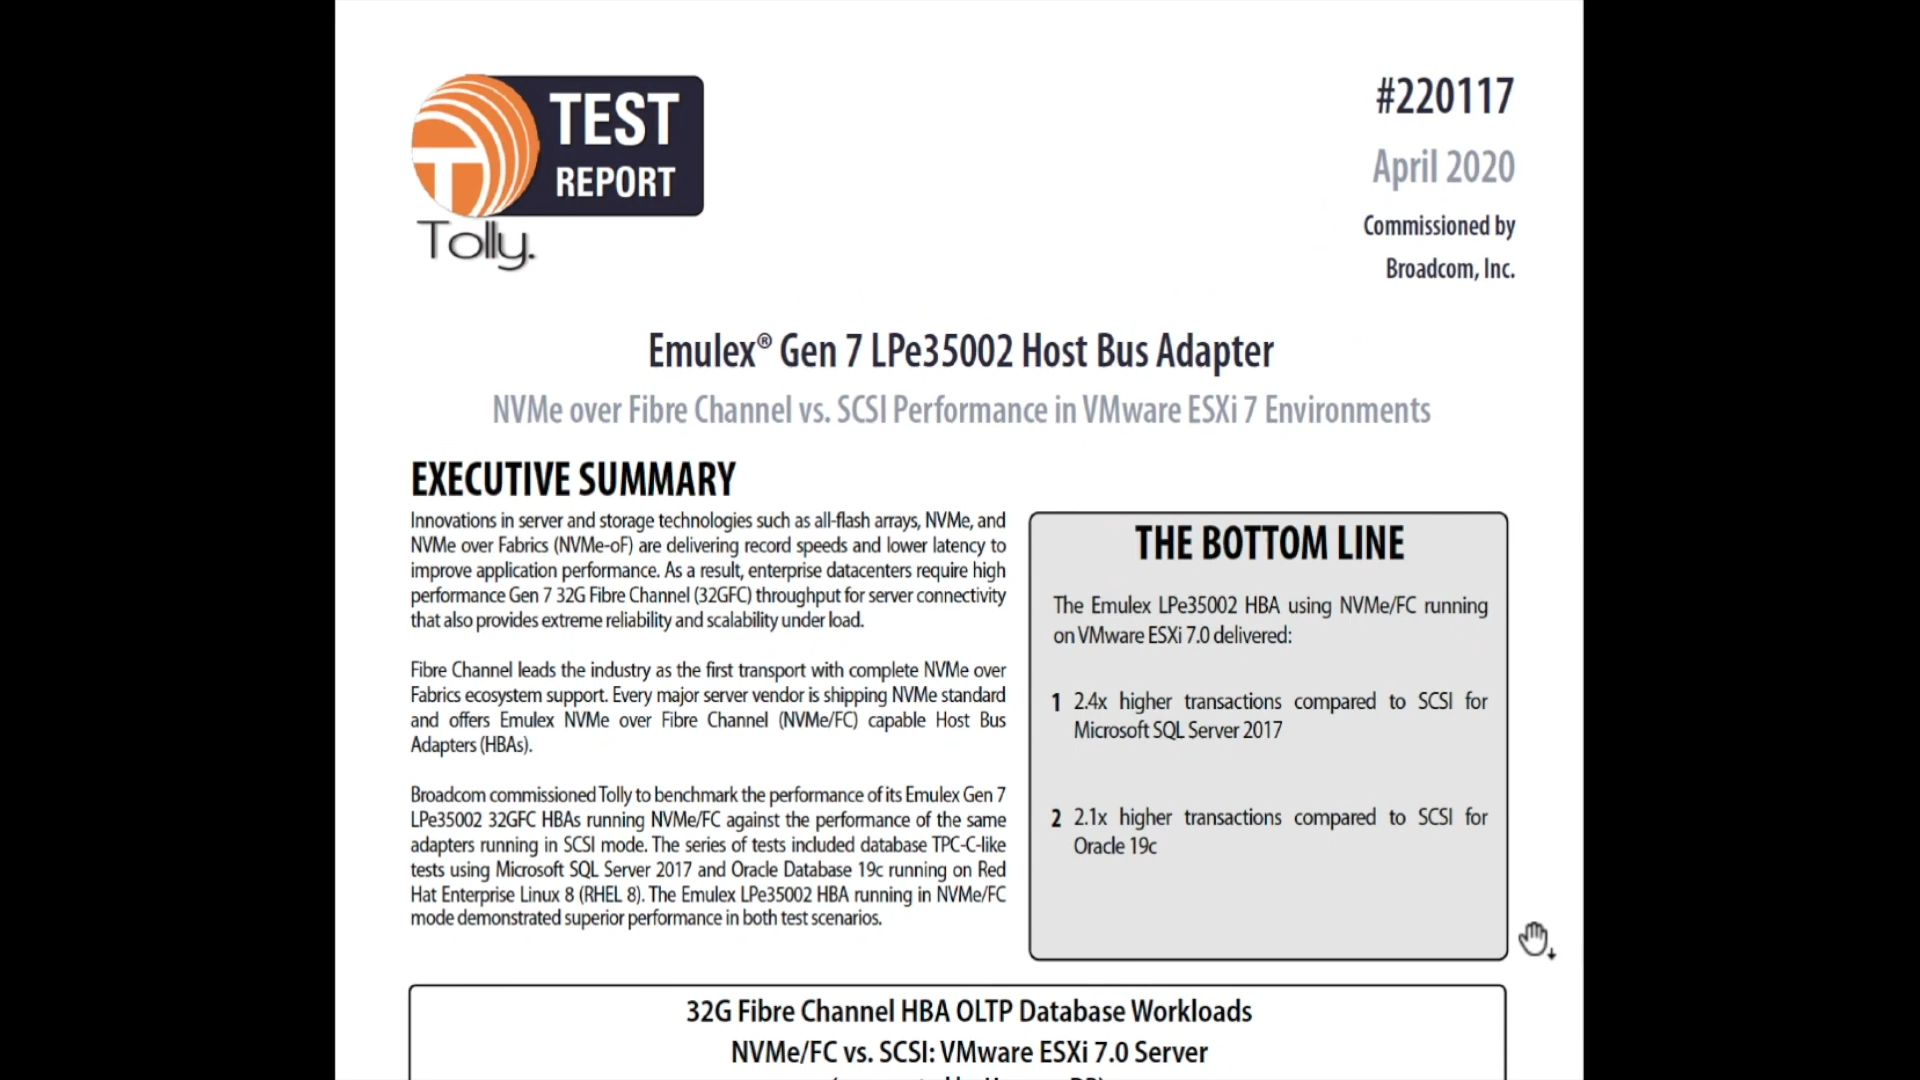 TEST
REPORT
Tolly.
#220117
April 2020
Commissioned by
Broadcom, Inc.
Emulex® Gen 7 LPe35002 Host Bus Adapter
NVMe over Fibre Channel vs. SCSI Performance in VMware ESXi 7 Environments
EXECUTIVE SUMMARY
Innovations in server and storage technologies such as all-flash arrays, NVMe, and
NVMe over Fabrics (NVMe-oF) are delivering record speeds and lower latency to
improve application performance. As a result, enterprise datacenters require high
performance Gen 7 32G Fibre Channel (32GFC) throughput for server connectivity
that also provides extreme reliability and scalability under load.
Fibre Channel leads the industry as the first transport with complete NVMe over
Fabrics ecosystem support. Every major server vendor is shipping NVMe standard
and offers Emulex NVMe over Fibre Channel (NVMe/FC) capable Host Bus
Adapters (HBAs).
Broadcom commissioned Tolly to benchmark the performance of its Emulex Gen 7
LPe35002 32GFC HBAs running NVMe/FC against the performance of the same
adapters running in SCSI mode. The series of tests included database TPC-C-like
tests using Microsoft SQL Server 2017 and Oracle Database 19c running on Red
Hat Enterprise Linux 8 (RHEL 8). The Emulex LPe35002 HBA running in NVMe/FC
mode demonstrated superior performance in both test scenarios.
THE BOTTOM LINE
The Emulex LPe35002 HBA using NVMe/FC running
on VMware ESXi 7.0 delivered:
1 2.4x higher transactions compared to SCSI for
Microsoft SQL Server 2017
2 2.1x higher transactions compared to SCSI for
Oracle 19c
32G Fibre Channel HBA OLTP Database Workloads
NVMe/FC vs. SCSI: VMware ESXi 7.0 Server